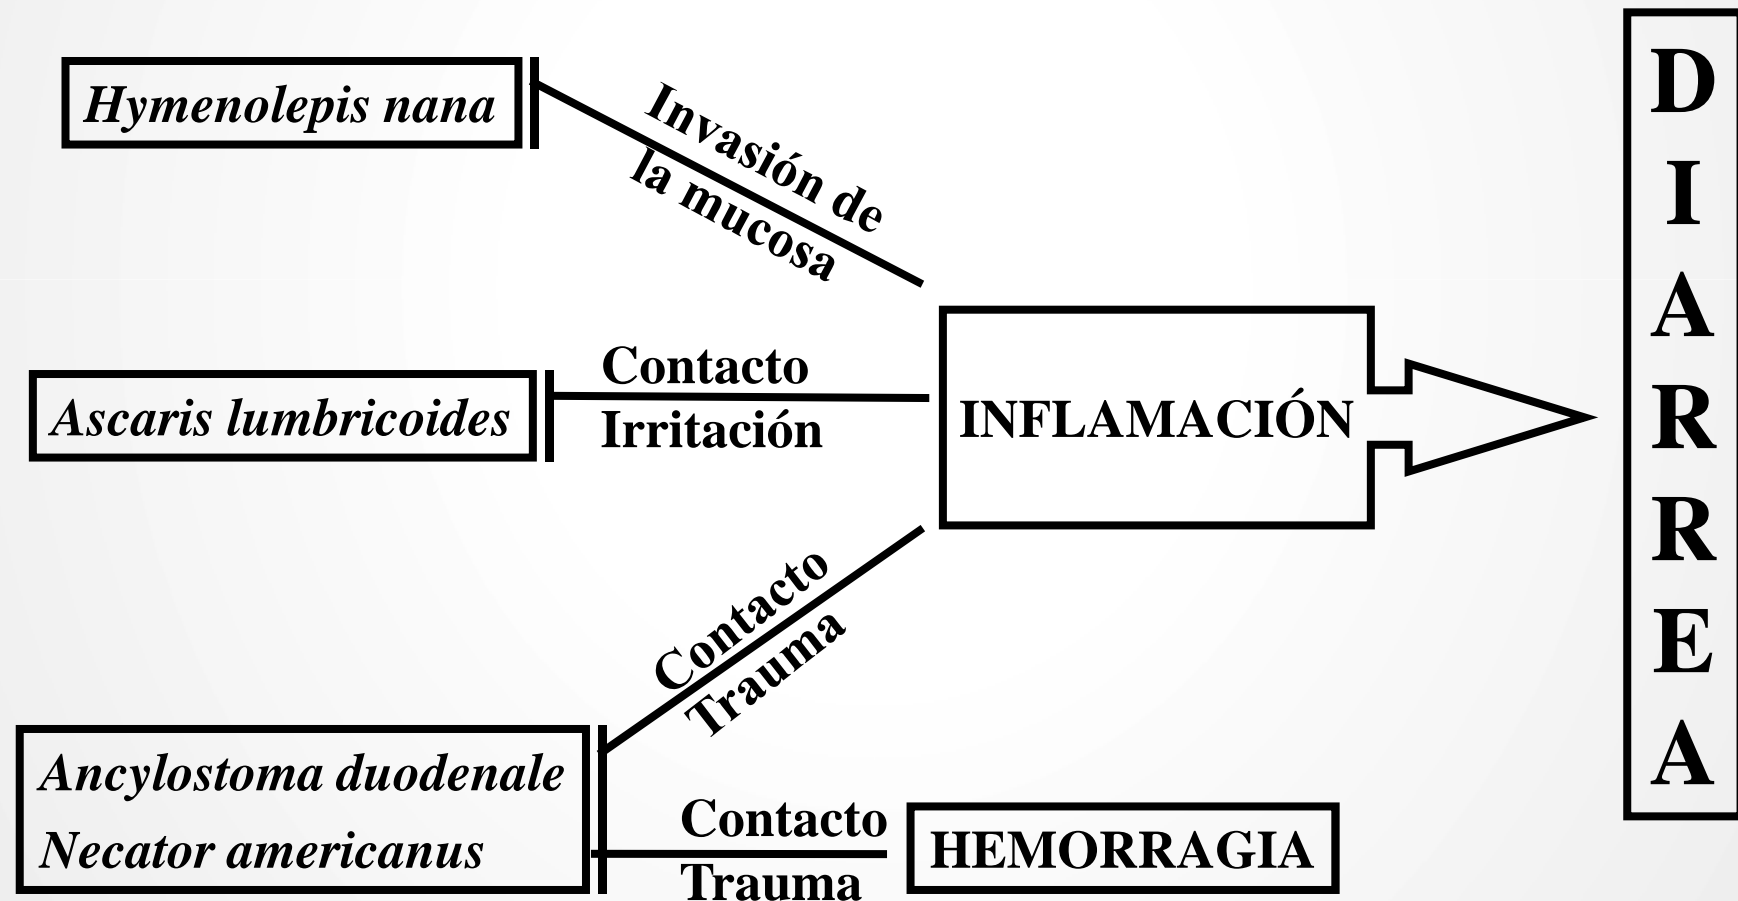 Hymenolepis nana
Invasión de
la mucosa
Ascaris lumbricoides
Contacto
Irritación
INFLAMACIÓN
Contacto
Trauma
Ancylostoma duodenale
Necator americanus
Contacto
Trauma
HEMORRAGIA
D
I
A
R
R
E
A